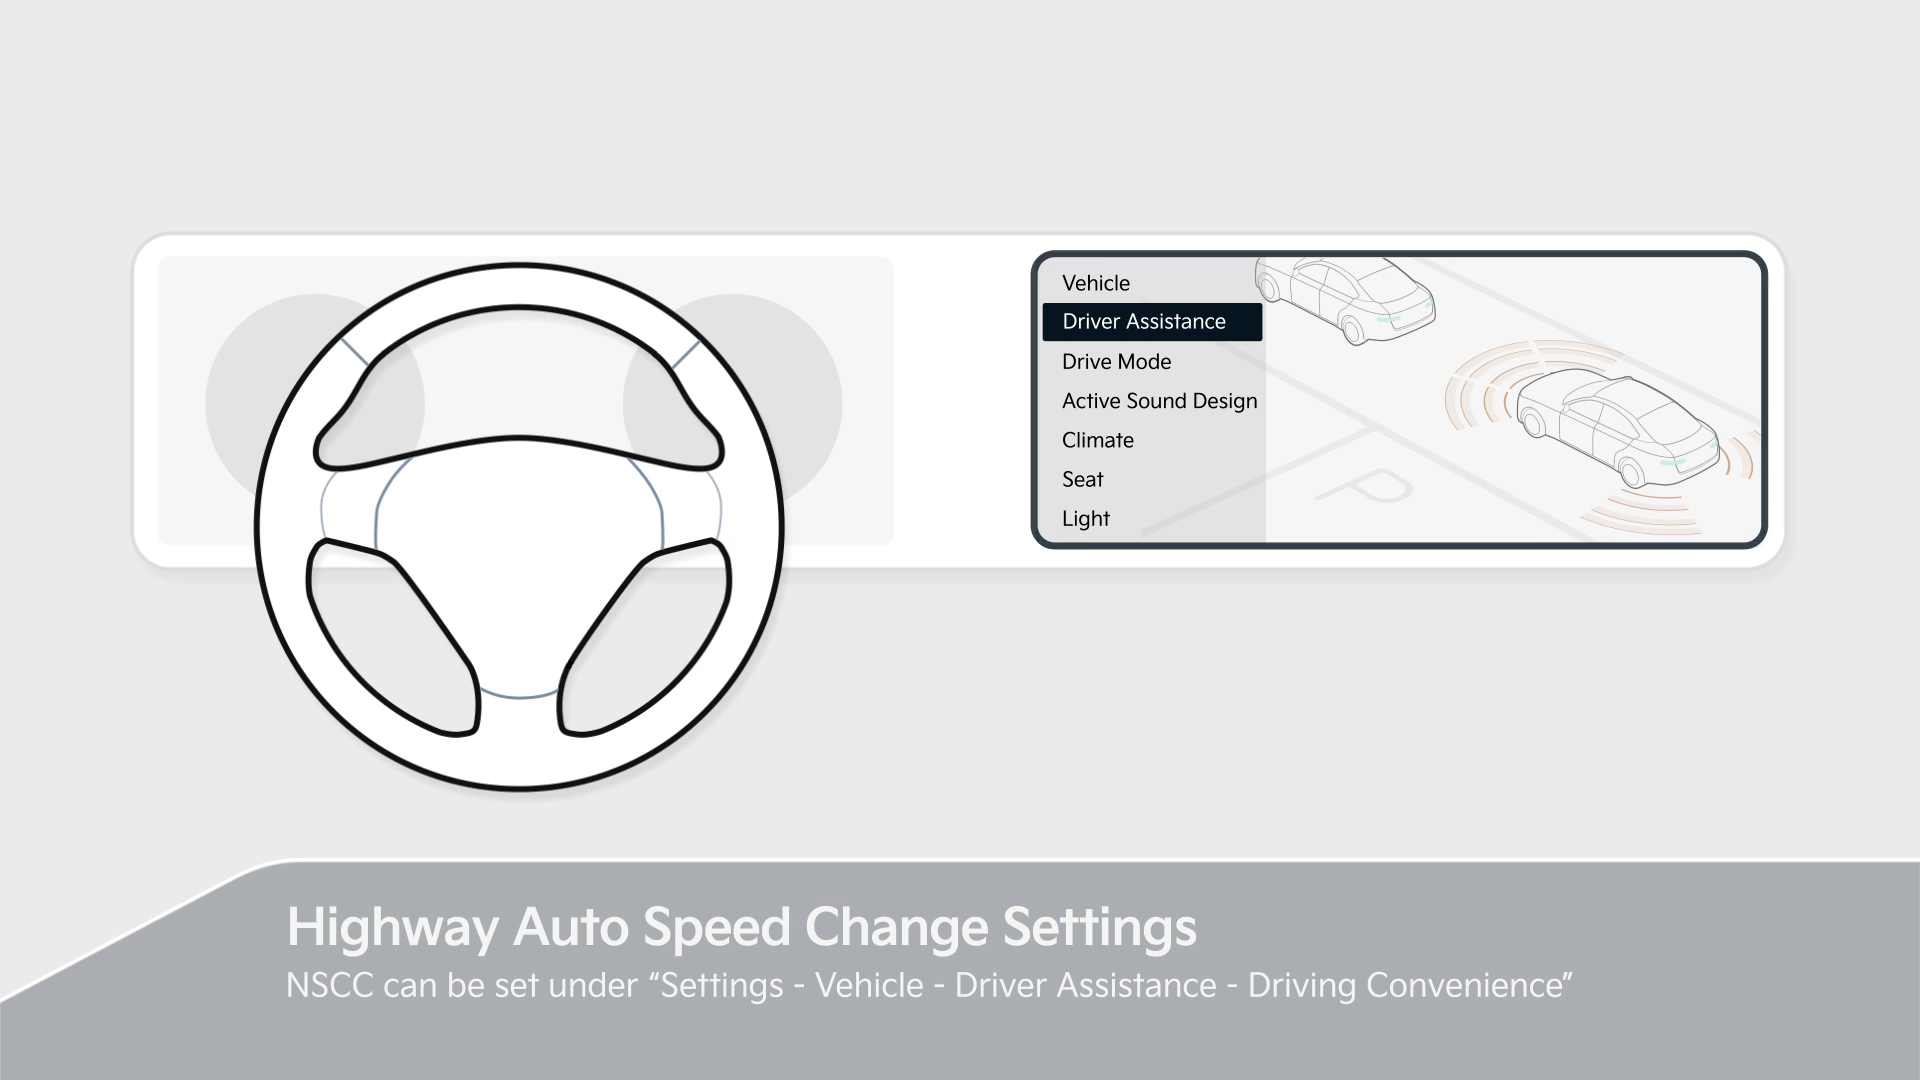 Vehicle
Driver Assistance
Drive Mode
Active Sound Design
Climate
Seat
Light
P
Highway Auto Speed Change Settings
NSCC can be set under “Settings - Vehicle - Driver Assistance - Driving Convenience”